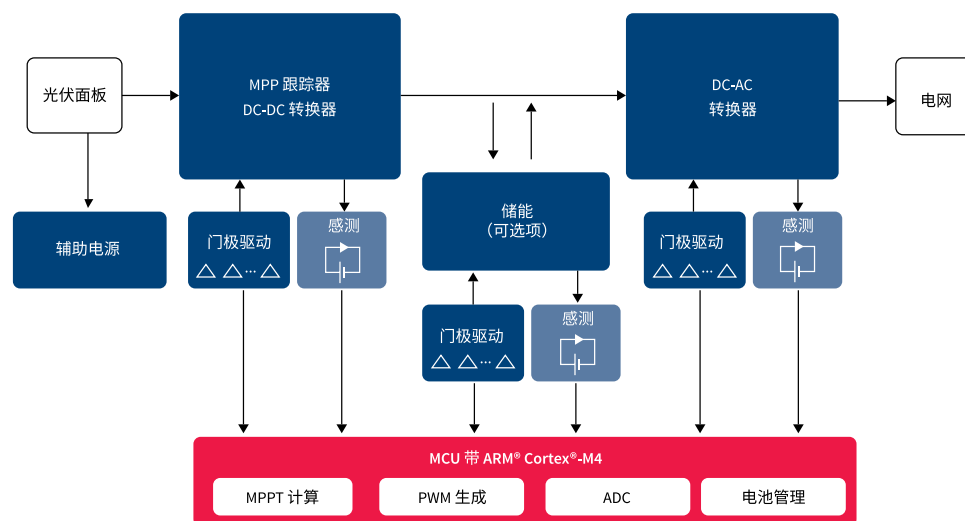 光伏面板
MPP 跟踪器
DC-DC 转换器
DC-AC
转换器
电网
辅助电源
门极驱动
感测
储能
（可选项）
门极驱动
感测
门极驱动
感测
MCU 带 ARM® Cortex®-M4
MPPT 计算
PWM 生成
ADC
电池管理